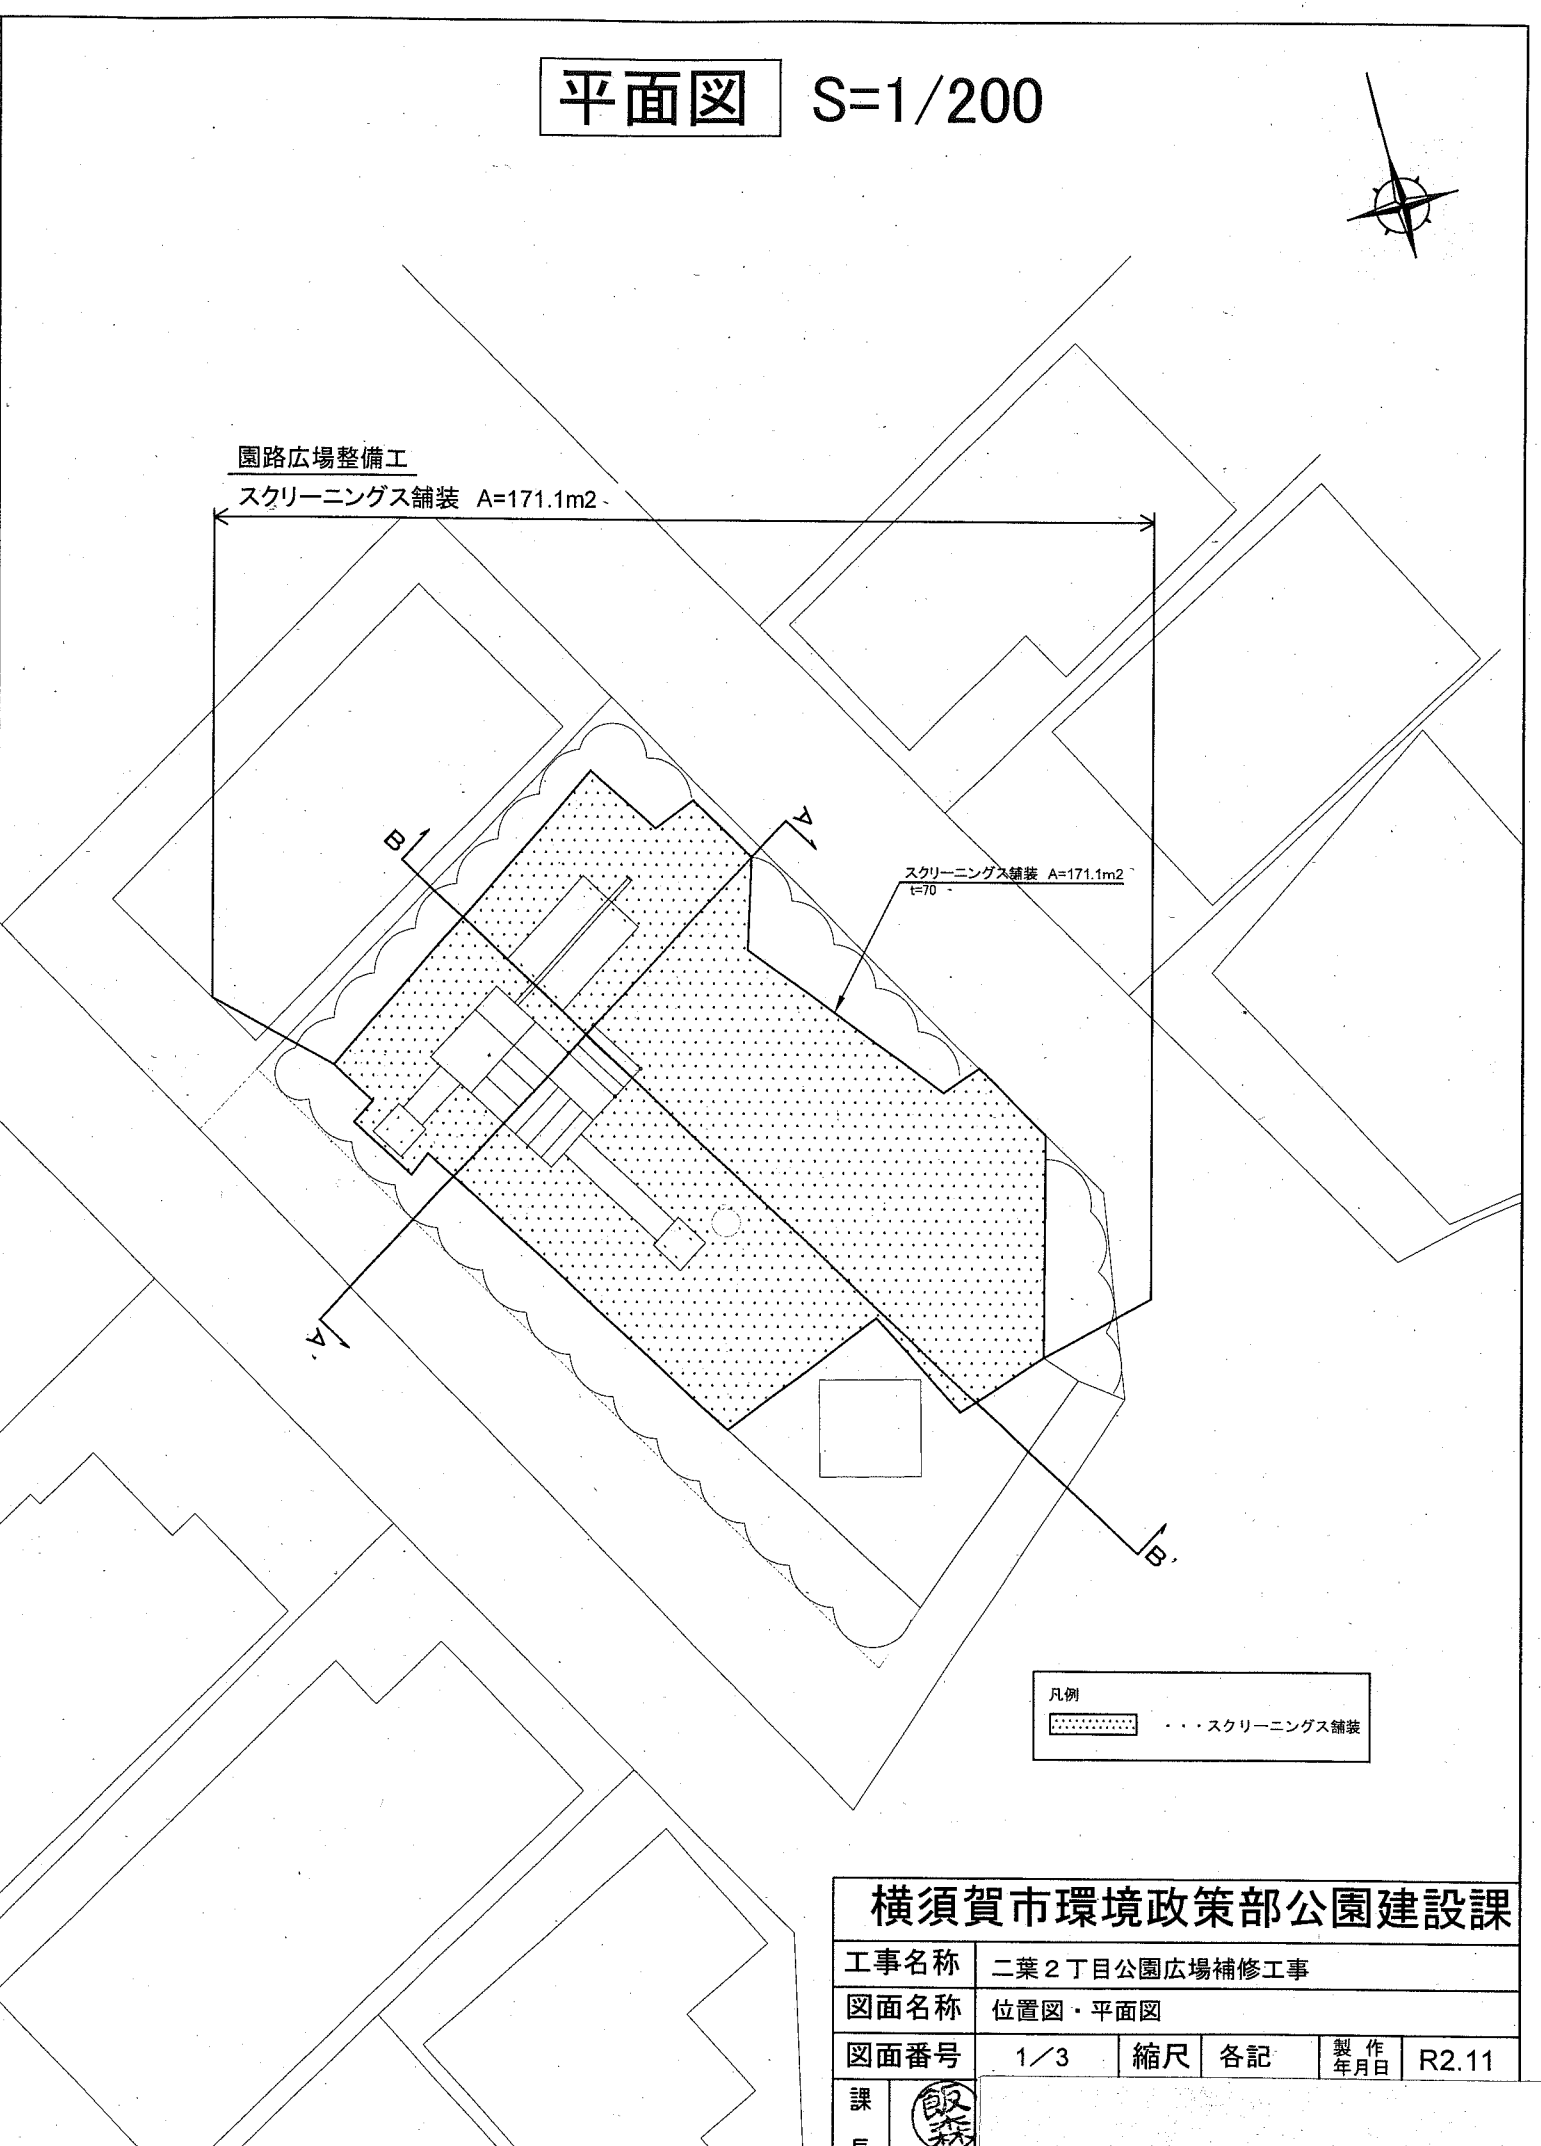 平面図 S=1/200
園路広場整備工
スクリーニングス舗装 A=171.1m2
B
A
スクリーニングス舗装 A=171.1m2
t=70
A'
B'
凡例
・・・スクリーニングス舗装
横須賀市環境政策部公園建設課
工事名称 二葉2丁目公園広場補修工事
図面名称 位置図・平面図
図面番号 1/3 縮尺 各記 製作年月日 R2.11
課
飯森